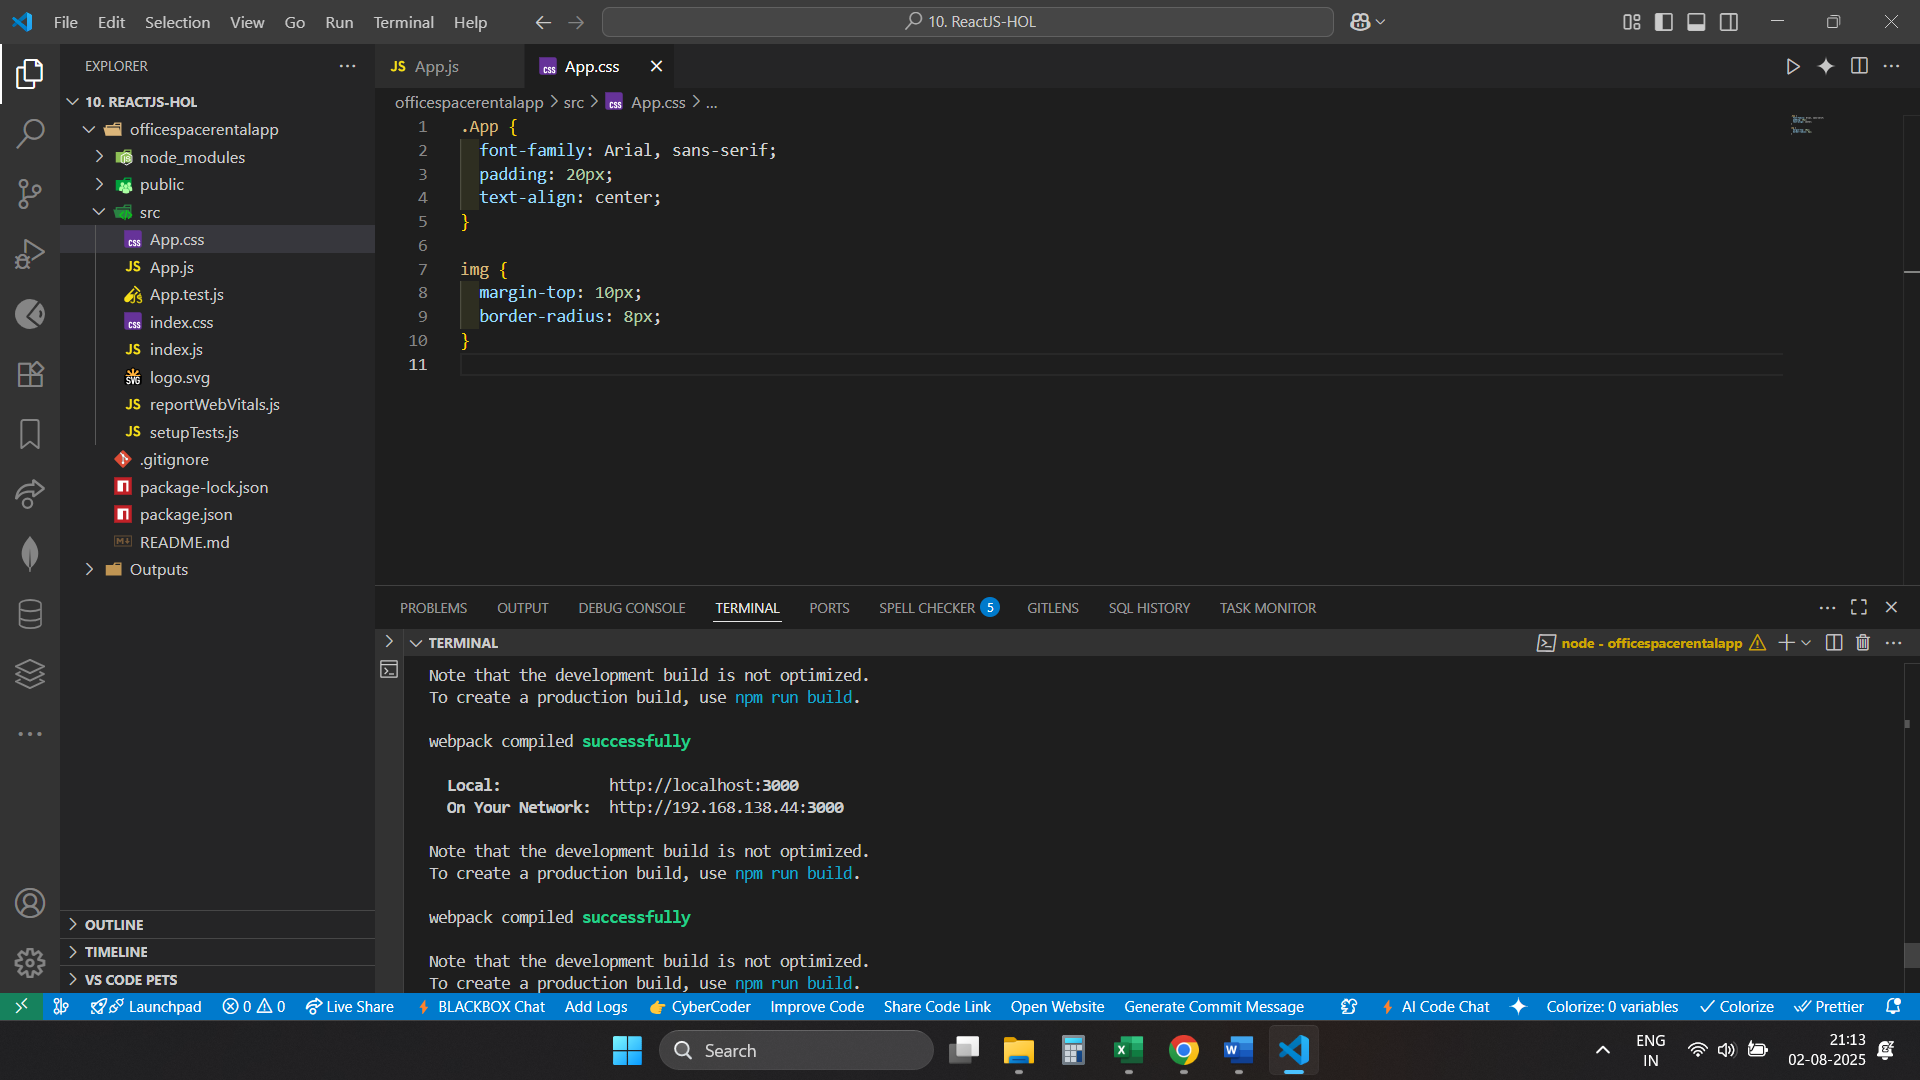 File Edit Selection View Go Run Terminal Help
10. ReactJS-HOL
EXPLORER
10. REACTJS-HOL
officespacerentalapp
node_modules
public
src
App.css
App.js
App.test.js
index.css
index.js
logo.svg
reportWebVitals.js
setupTests.js
.gitignore
package-lock.json
package.json
README.md
Outputs
OUTLINE
TIMELINE
VS CODE PETS
JS App.js
css App.css
officespacerentalapp > src > css App.css > ...
1 .App {
2 font-family: Arial, sans-serif;
3 padding: 20px;
4 text-align: center;
5 }
6
7 img {
8 margin-top: 10px;
9 border-radius: 8px;
10 }
11
PROBLEMS OUTPUT DEBUG CONSOLE TERMINAL PORTS SPELL CHECKER 5 GITLENS SQL HISTORY TASK MONITOR
TERMINAL
node - officespacerentalapp
Note that the development build is not optimized.
To create a production build, use npm run build.
webpack compiled successfully
Local: http://localhost:3000
On Your Network: http://192.168.138.44:3000
Note that the development build is not optimized.
To create a production build, use npm run build.
webpack compiled successfully
Note that the development build is not optimized.
To create a production build, use npm run build.
Launchpad 0 0 Live Share BLACKBOX Chat Add Logs CyberCoder Improve Code Share Code Link Open Website Generate Commit Message AI Code Chat Colorize: 0 variables Colorize Prettier
Search
ENG
IN
21:13
02-08-2025